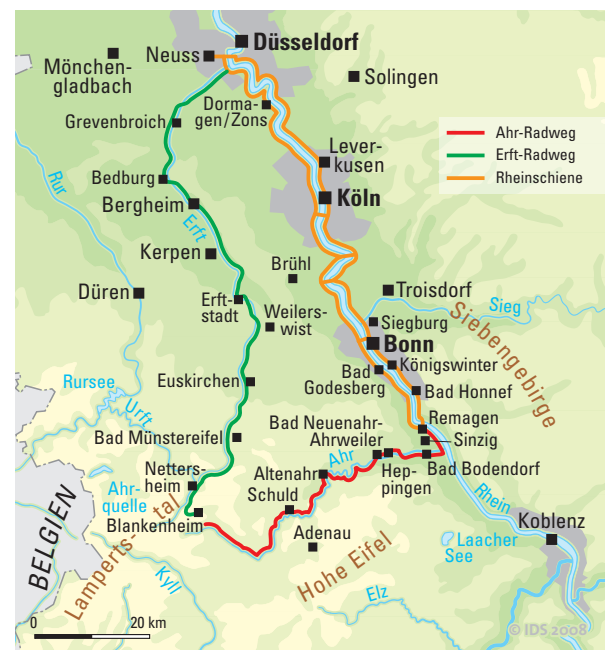 Düsseldorf
Neuss
Mönchen-
gladbach
Solingen
Dorma-
gen/Zons
Grevenbroich
Ahr-Radweg
Erft-Radweg
Rheinschiene
Lever-
kusen
Rur
Bedburg
Köln
Bergheim
Erft
Kerpen
Brühl
Troisdorf
Düren
Erft-
stadt
Sieg
Weilers-
wist
Siegburg
Siebengebirge
Bonn
Königswinter
Rursee
Euskirchen
Bad
Godesberg
Bad Honnef
Urft
Bad Münstereifel
Bad Neuenahr-
Ahrweiler
Remagen
Sinzig
Ahr
Netters-
heim
Altenahr
Hep-
pingen
Bad Bodendorf
Ahr-
quelle
Schuld
Rhein
Blankenheim
Koblenz
Adenau
Laacher
See
BELGIEN
Lamperts-
tal
Hohe Eifel
Kyll
Elz
0
20 km
© IDS 2008